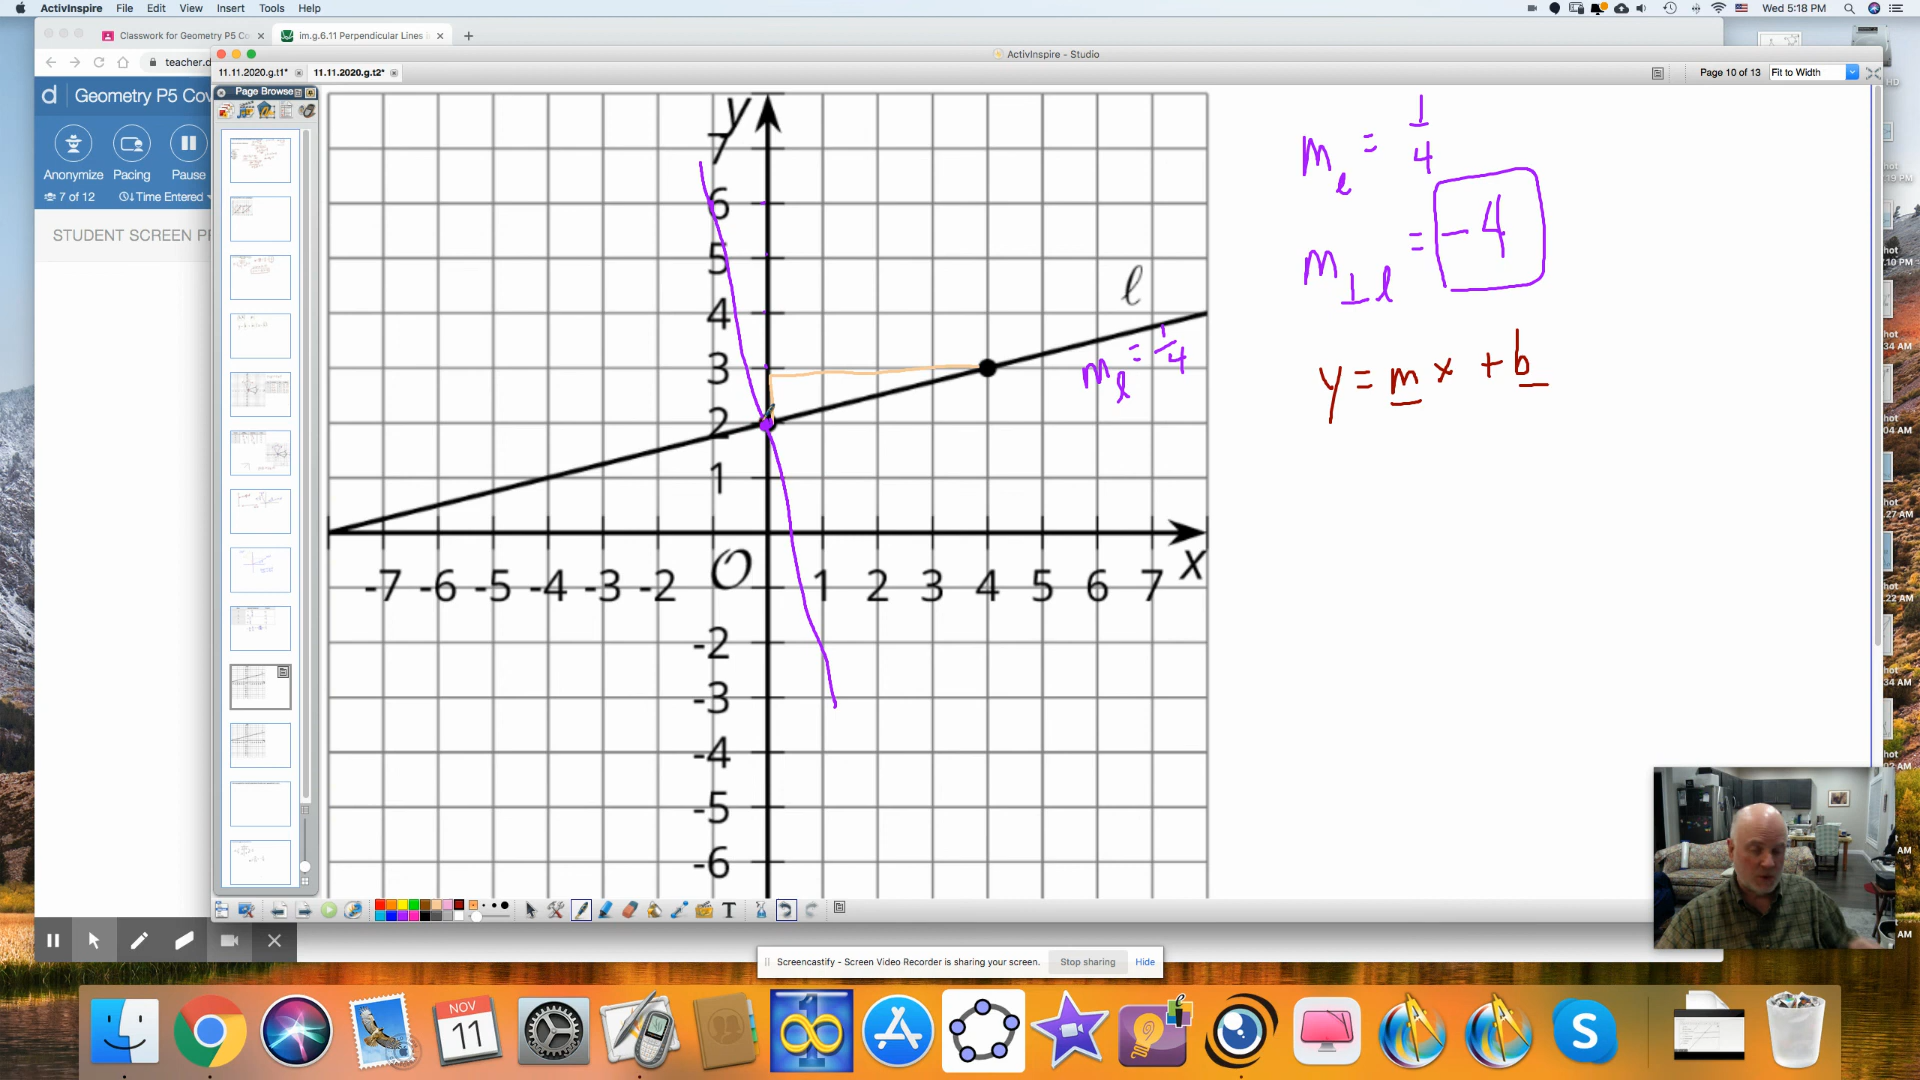 ActivInspire File Edit View Insert Tools Help
Wed 5:18 PM
Classwork for Geometry P5 Co
im.g.6.11 Perpendicular Lines
teacher.d
ActivInspire - Studio
11.11.2020.g.t1*
11.11.2020.g.t2*
Page 10 of 13
Fit to Width
d Geometry P5 Cov
Page Browse
Anonymize
Pacing
Pause
7 of 12
Time Entered
STUDENT SCREEN PR
y
7
6
5
4
3
2
1
-7 -6 -5 -4 -3 -2 O 1 2 3 4 5 6 7 x
-2
-3
-4
-5
-6
ℓ
mℓ = 1/4
mℓ = 1/4
m⊥ℓ = -4
y = mx + b
Screencastify - Screen Video Recorder is sharing your screen.
Stop sharing
Hide
NOV
11